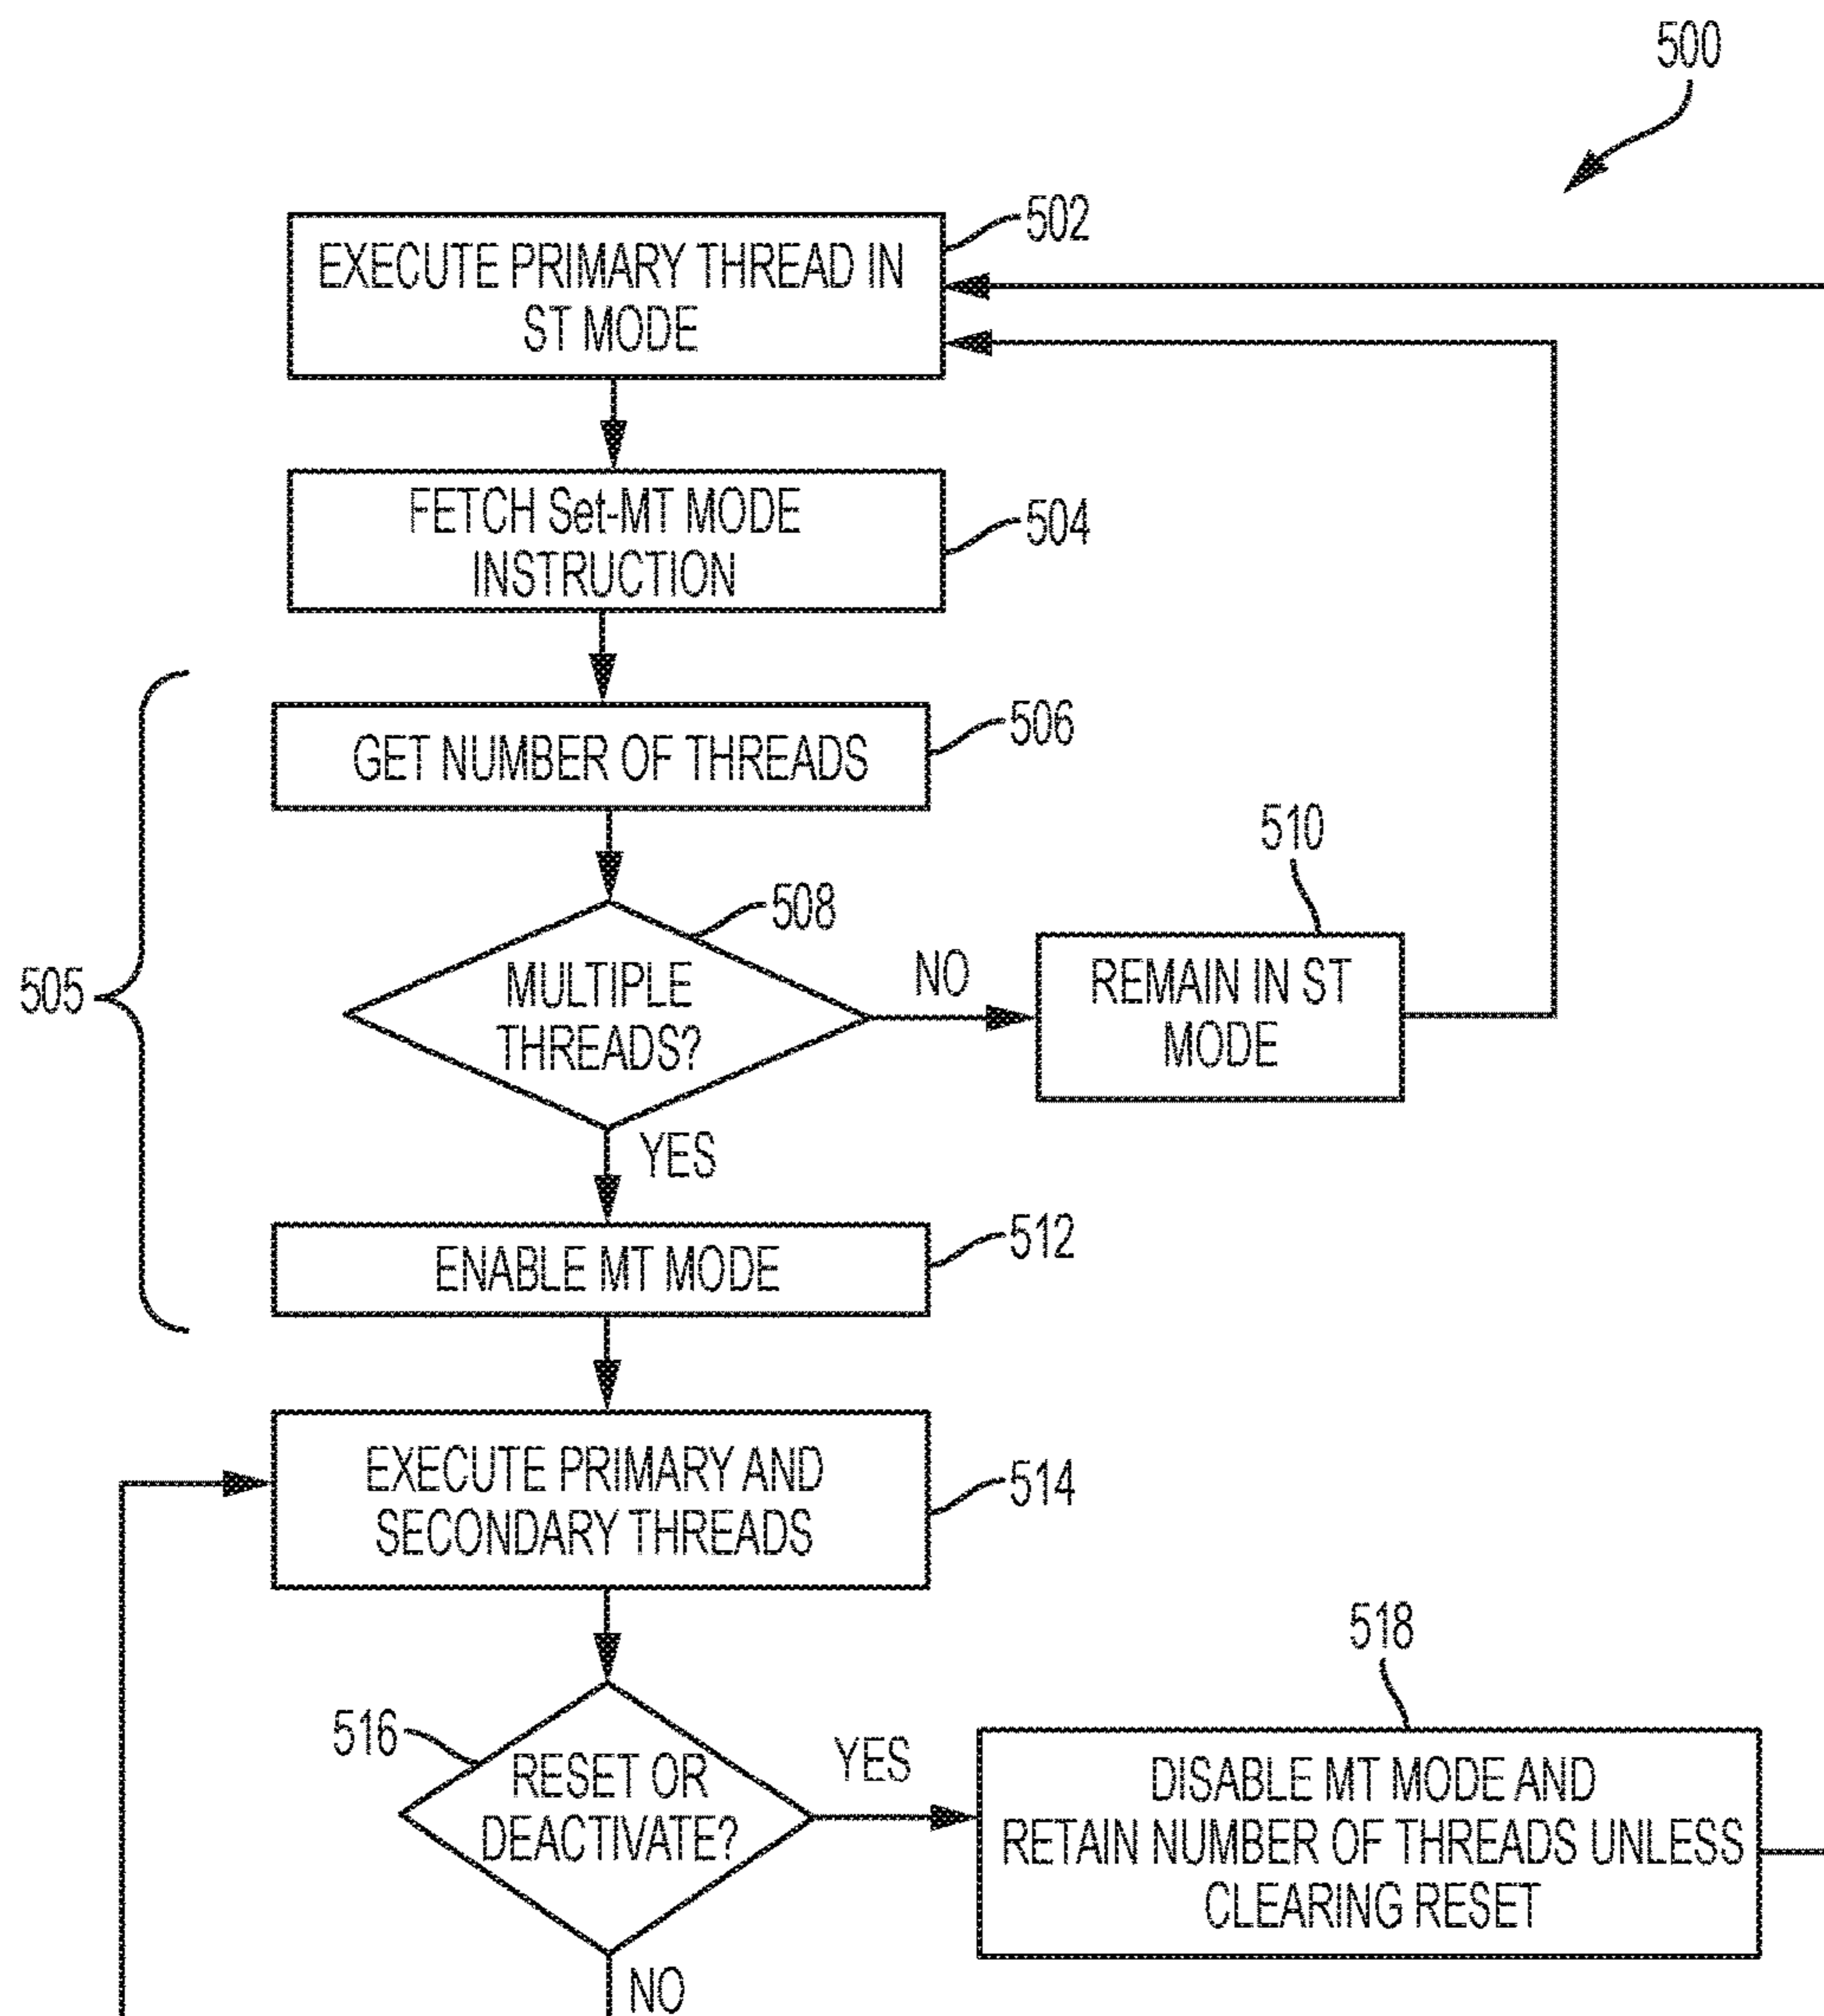 500
502
EXECUTE PRIMARY THREAD IN
ST MODE
FETCH Set-MT MODE
INSTRUCTION
504
505
GET NUMBER OF THREADS
506
508
MULTIPLE
THREADS?
NO
510
REMAIN IN ST
MODE
YES
ENABLE MT MODE
512
EXECUTE PRIMARY AND
SECONDARY THREADS
514
516
RESET OR
DEACTIVATE?
YES
518
DISABLE MT MODE AND
RETAIN NUMBER OF THREADS UNLESS
CLEARING RESET
NO